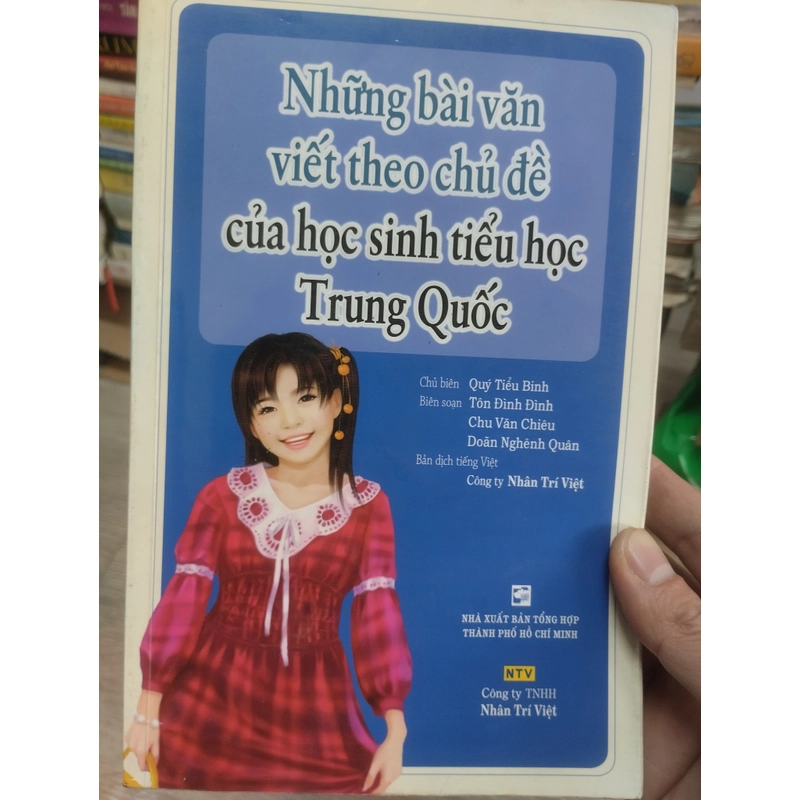 Những bài văn
viết theo chủ đề
của học sinh tiểu học
Trung Quốc
Chủ biên Quý Tiểu Binh
Biên soạn Tôn Đình Đình
Chu Văn Chiêu
Doãn Nghênh Quân
Bản dịch tiếng Việt
Công ty Nhân Trí Việt
NHÀ XUẤT BẢN TỔNG HỢP
THÀNH PHỐ HỒ CHÍ MINH
NTV
Công ty TNHH
Nhân Trí Việt